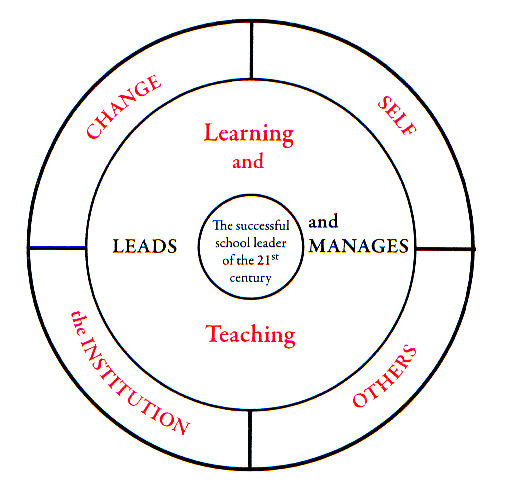 CHANGE
SELF
Learning
and
LEADS
The successful
school leader
of the 21st
century
and
MANAGES
Teaching
the INSTITUTION
OTHERS